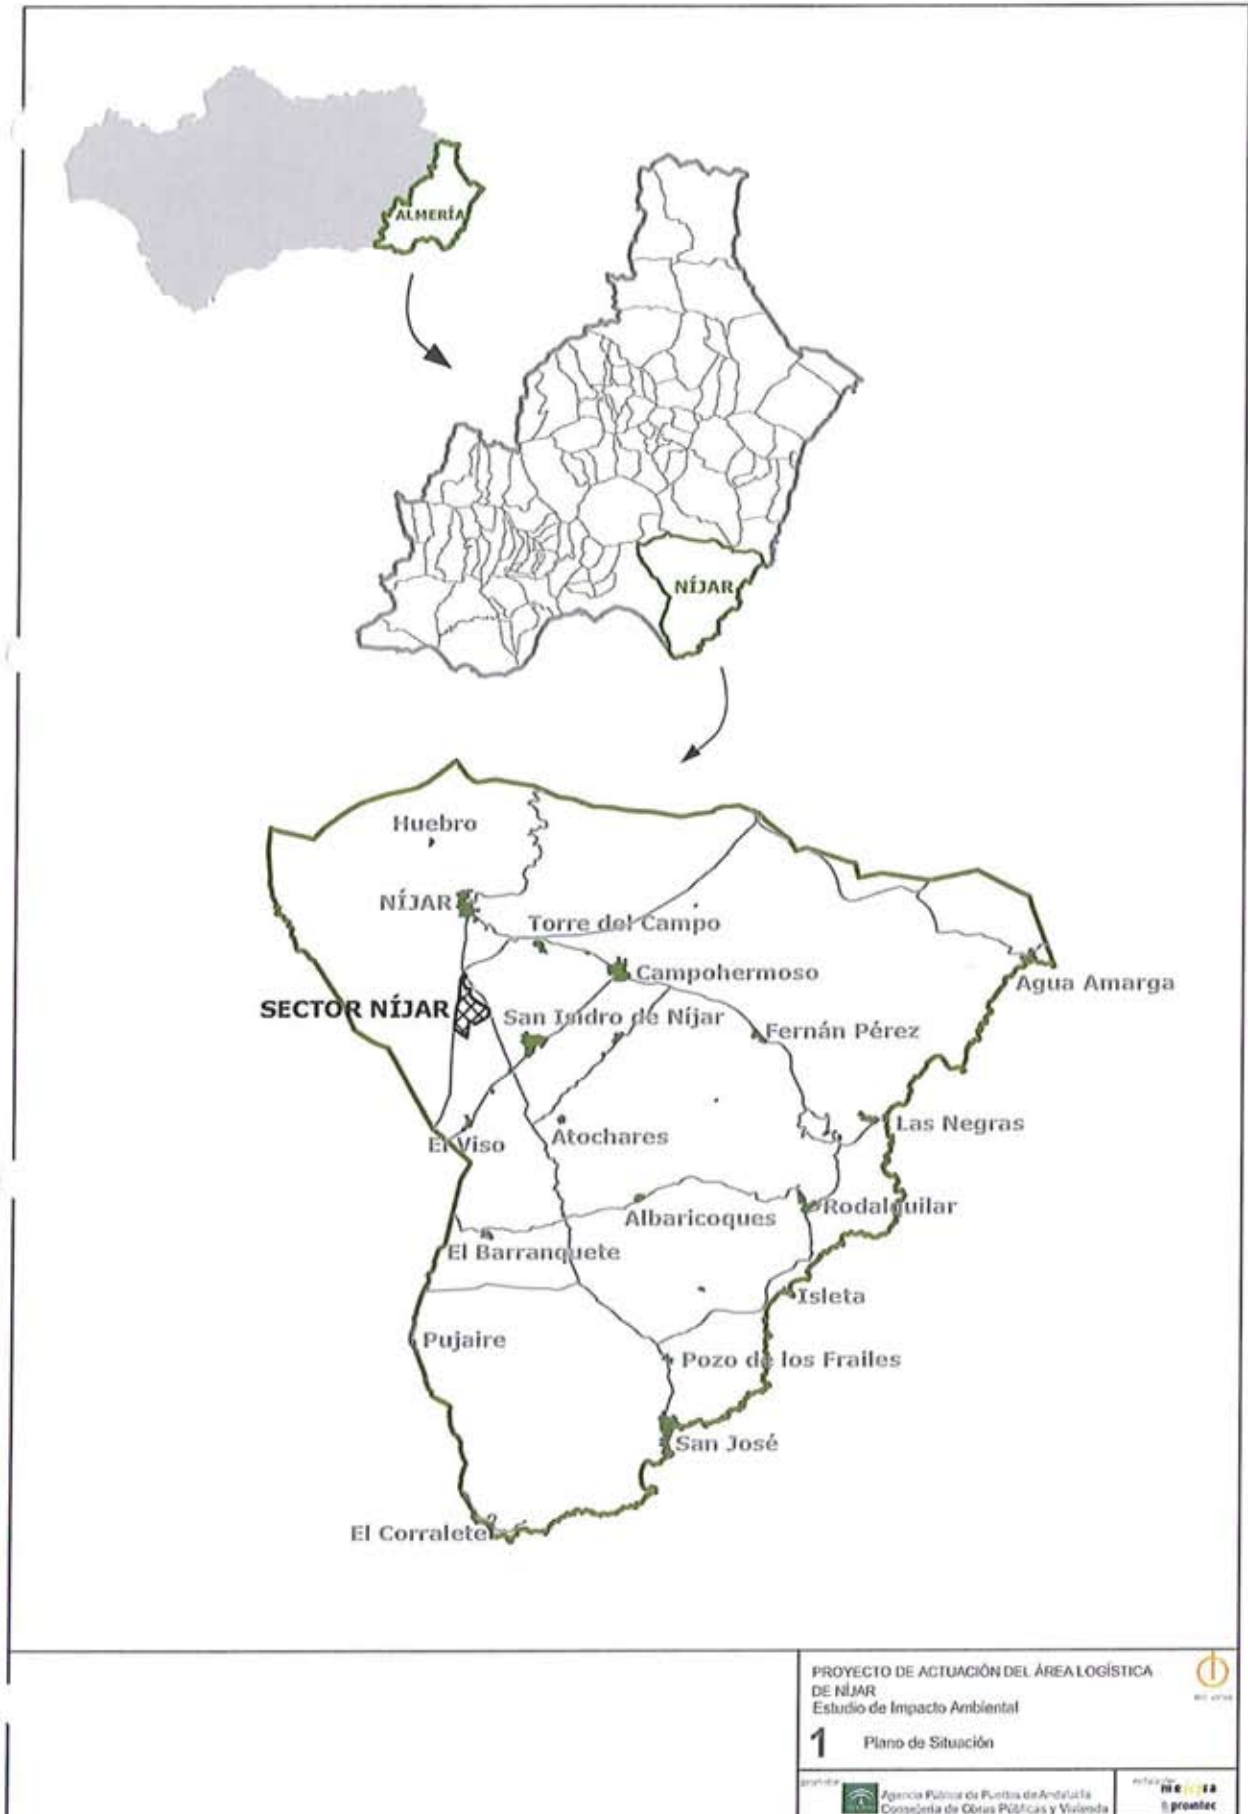 ALMERÍA
NÍJAR
Huebro
NÍJAR
Torre del Campo
Campohermoso
Agua Amarga
SECTOR NÍJAR
San Isidro de Níjar
Fernán Pérez
Las Negras
El Viso
Atochares
Albaricoques
Rodalquilar
El Barranquete
Isleta
Pujaire
Pozo de los Frailes
San José
El Corralete
PROYECTO DE ACTUACIÓN DEL ÁREA LOGÍSTICA
DE NÍJAR
Estudio de Impacto Ambiental
1 Plano de Situación
Agencia Pública de Puertos de Andalucía
Consejería de Obras Públicas y Vivienda